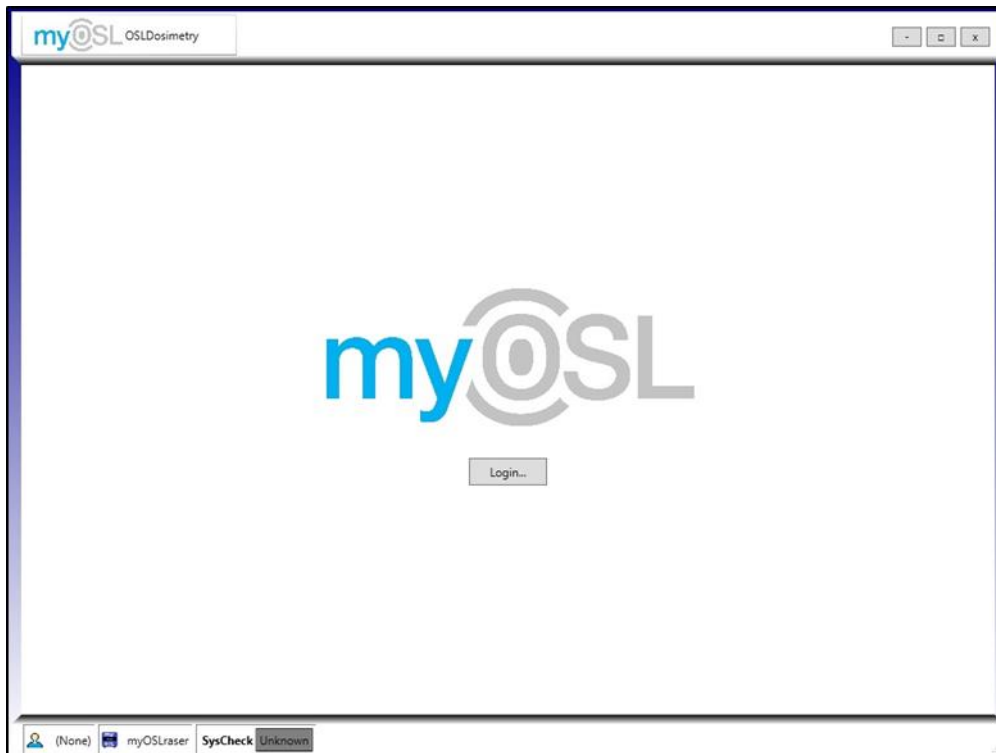 myOSL OSLDosimetry - □ x
myOSL
Login...
(None) myOSLraser SysCheck Unknown